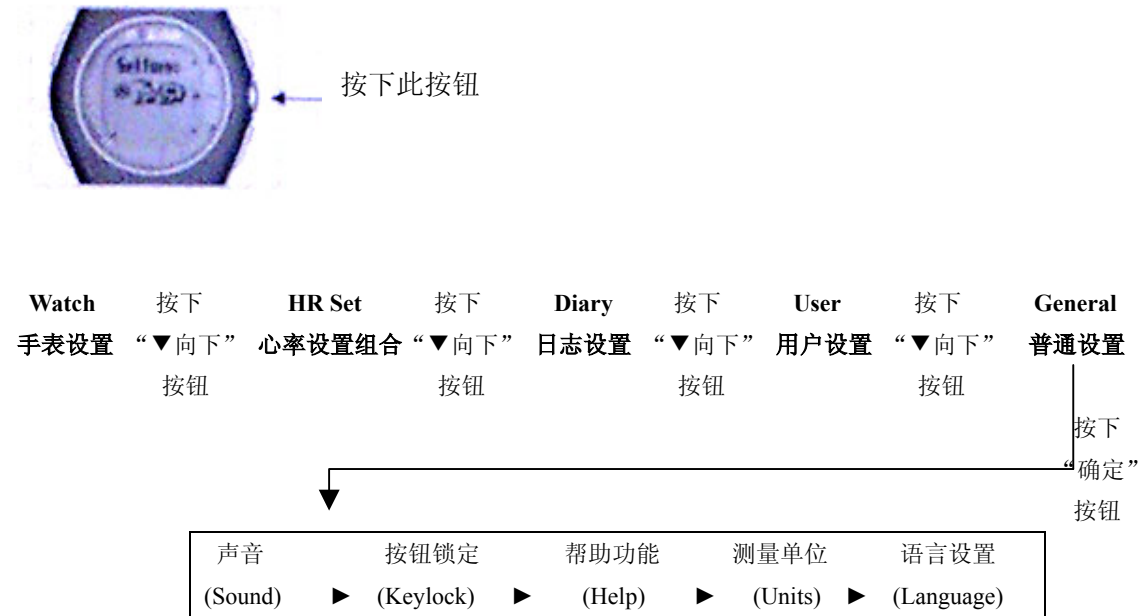 Settings
按下此按钮
Watch 按下 HR Set 按下 Diary 按下 User 按下 General
手表设置 “▼向下” 心率设置组合 “▼向下” 日志设置 “▼向下” 用户设置 “▼向下” 普通设置
按钮 按钮 按钮 按钮
按下
“确定”
按钮
声音 按钮锁定 帮助功能 测量单位 语言设置
(Sound) ► (Keylock) ► (Help) ► (Units) ► (Language)